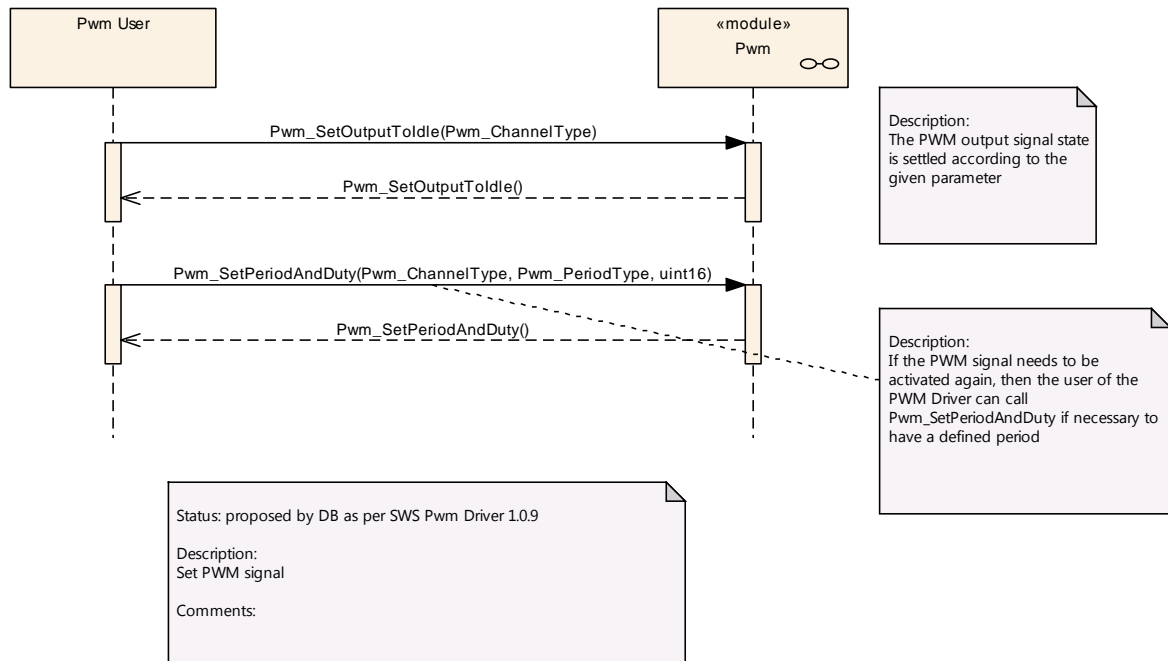 Pwm User
«module»
Pwm
Pwm_SetOutputToIdle(Pwm_ChannelType)
Pwm_SetOutputToIdle()
Description:
The PWM output signal state
is settled according to the
given parameter
Pwm_SetPeriodAndDuty(Pwm_ChannelType, Pwm_PeriodType, uint16)
Pwm_SetPeriodAndDuty()
Description:
If the PWM signal needs to be
activated again, then the user of the
PWM Driver can call
Pwm_SetPeriodAndDuty if necessary to
have a defined period
Status: proposed by DB as per SWS Pwm Driver 1.0.9
Description:
Set PWM signal
Comments: